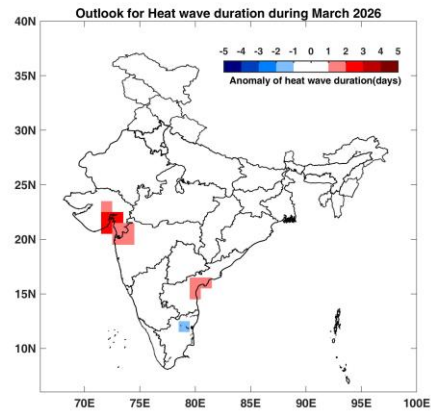 Outlook for Heat wave duration during March 2026
40N
-5 -4 -3 -2 -1 0 1 2 3 4 5
Anomaly of heat wave duration(days)
35N
30N
25N
20N
15N
10N
70E 75E 80E 85E 90E 95E 100E